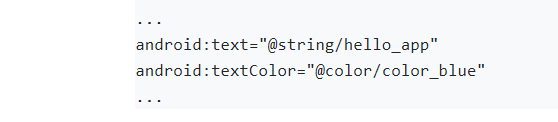 ...
android:text="@string/hello_app"
android:textColor="@color/color_blue"
...